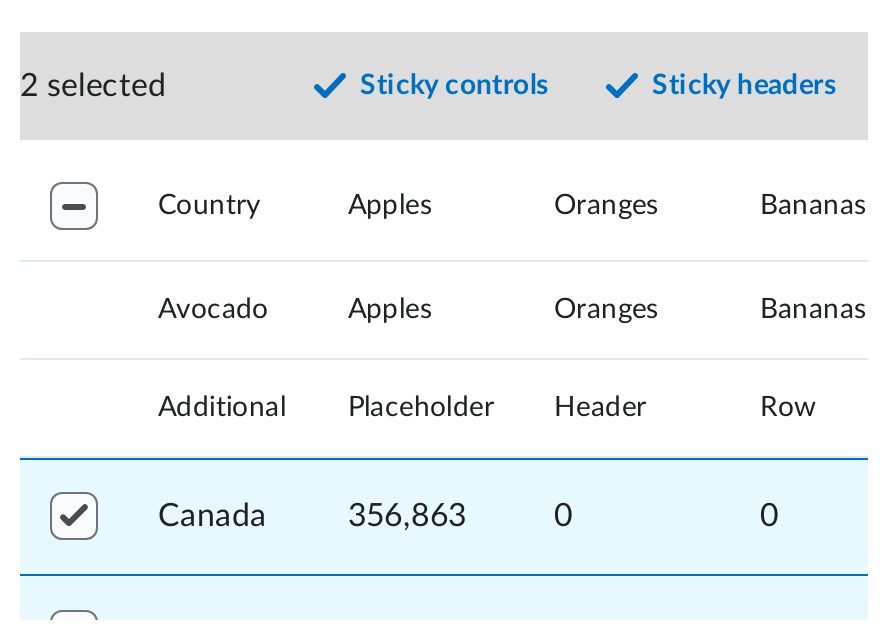 2 selected Sticky controls Sticky headers
Country Apples Oranges Bananas
Avocado Apples Oranges Bananas
Additional Placeholder Header Row
Canada 356,863 0 0